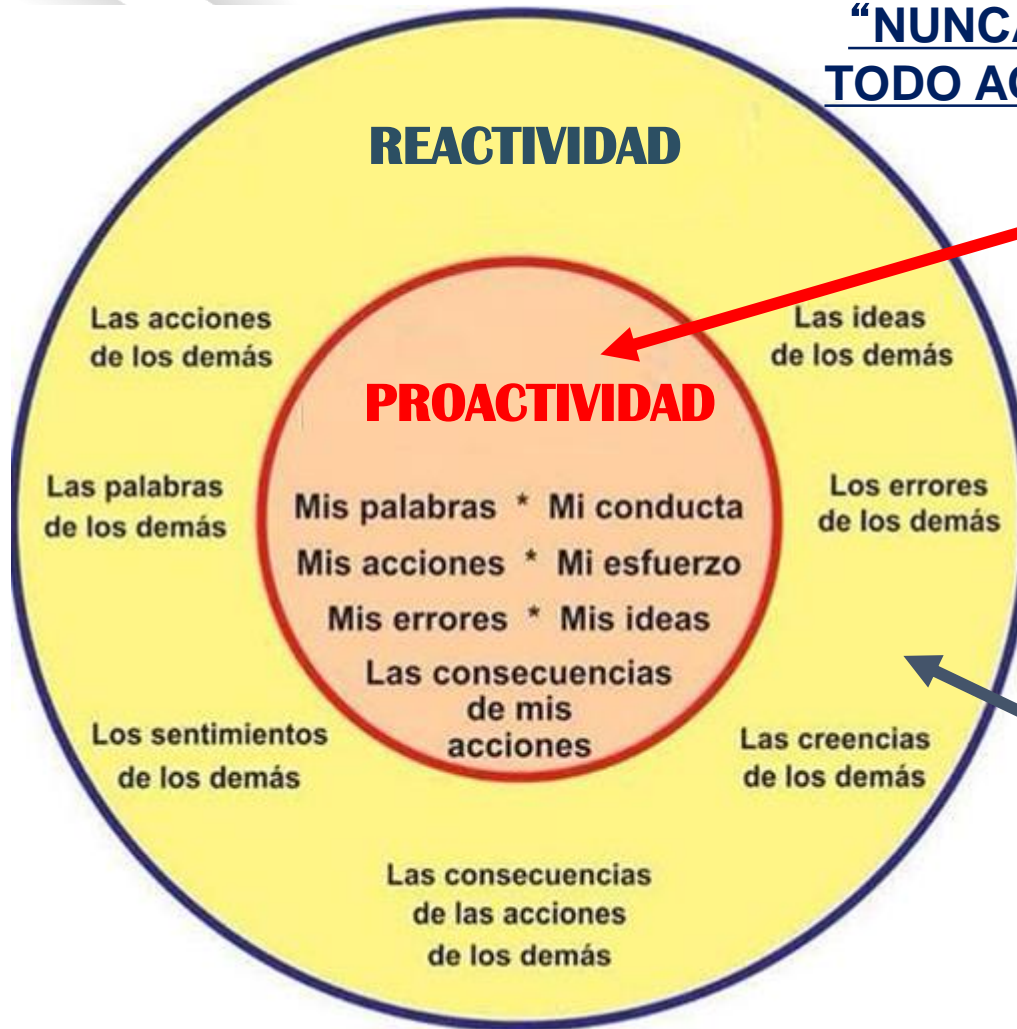 “NUNCA
TODO
REACTIVIDAD
Las acciones
de los demás
Las ideas
de los demás
PROACTIVIDAD
Las palabras
de los demás
Los errores
de los demás
Mis palabras * Mi conducta
Mis acciones * Mi esfuerzo
Mis errores * Mis ideas
Las consecuencias
de mis
acciones
Los sentimientos
de los demás
Las creencias
de los demás
Las consecuencias
de las acciones
de los demás